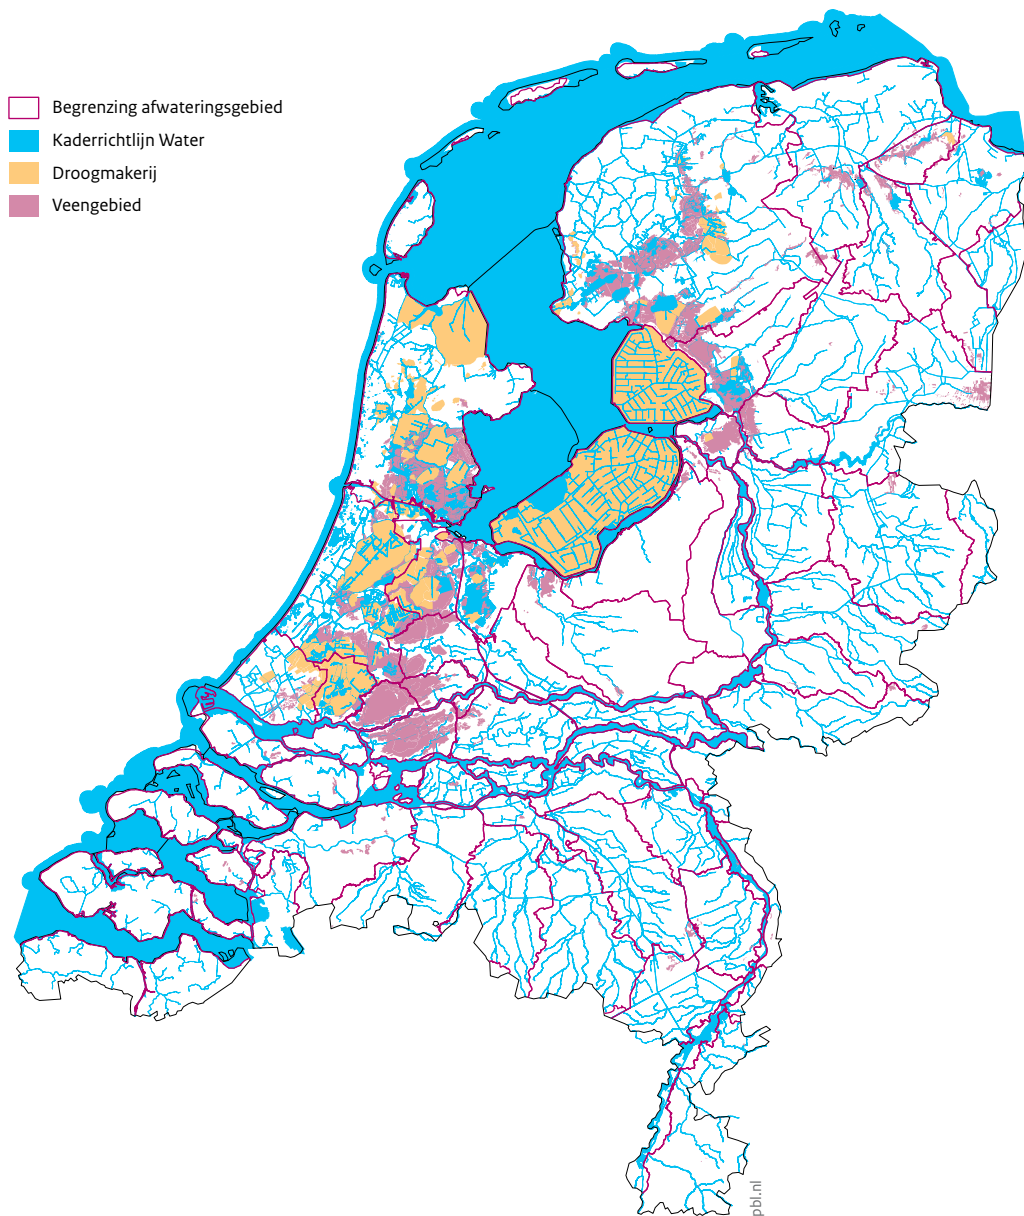 Begrenzing afwateringsgebied
Kaderrichtlijn Water
Droogmakerij
Veengebied
pbl.nl